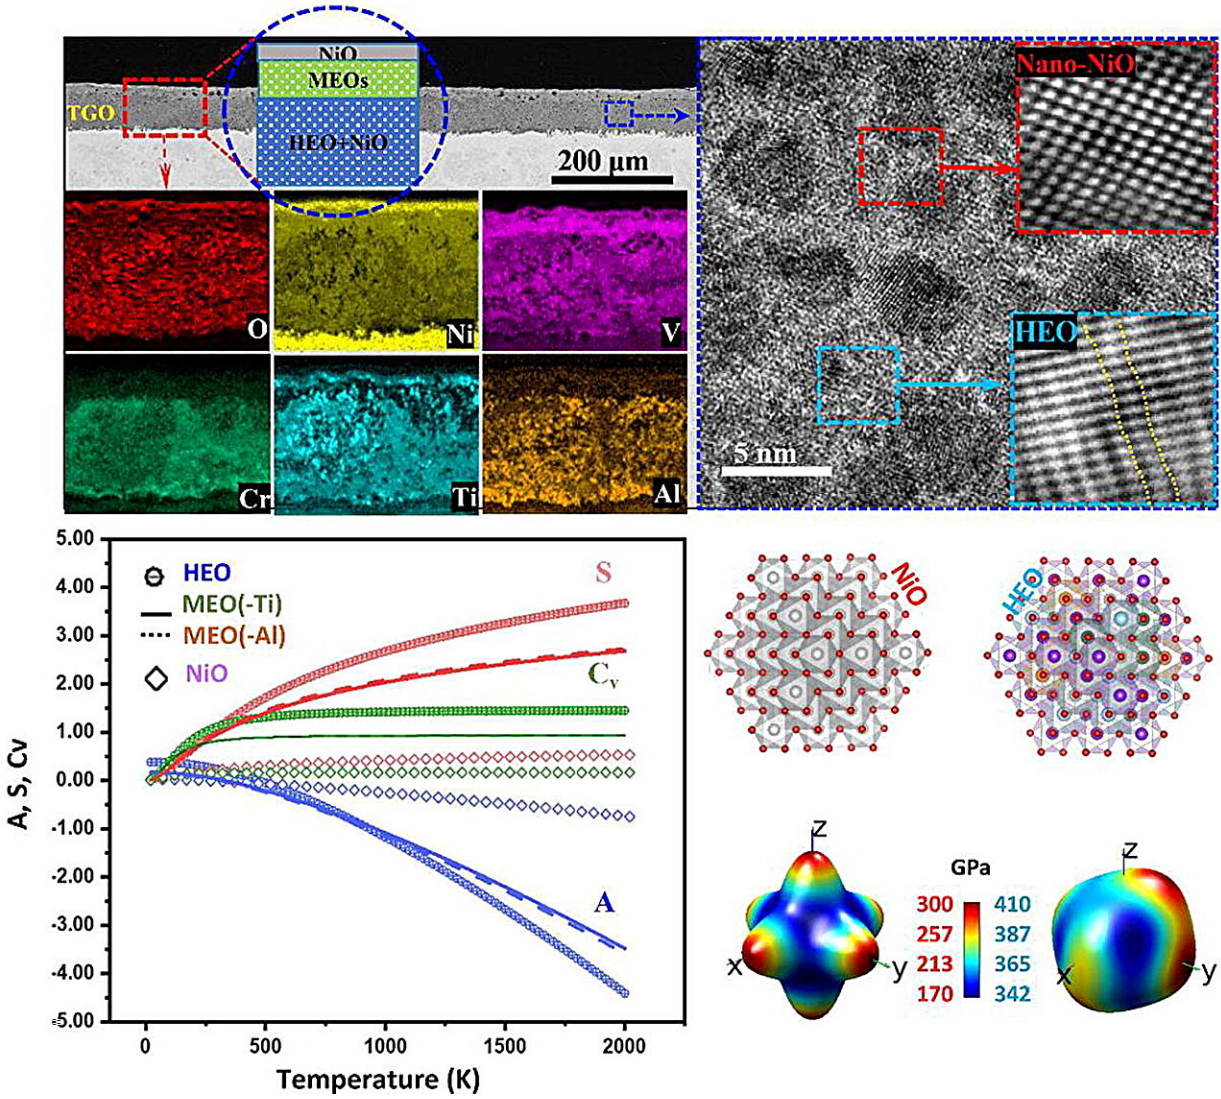 NiO
MEOs
HEO+NiO
TGO
200 μm
O
Ni
V
Cr
Ti
Al
Nano-NiO
HEO
5 nm
5.00
4.00
3.00
2.00
1.00
0.00
-1.00
-2.00
-3.00
-4.00
-5.00
A, S, Cv
HEO
MEO(-Ti)
MEO(-Al)
NiO
S
Cv
A
0
500
1000
1500
2000
Temperature (K)
NiO
HEO
z
x
y
GPa
300 410
257 387
213 365
170 342
z
x
y